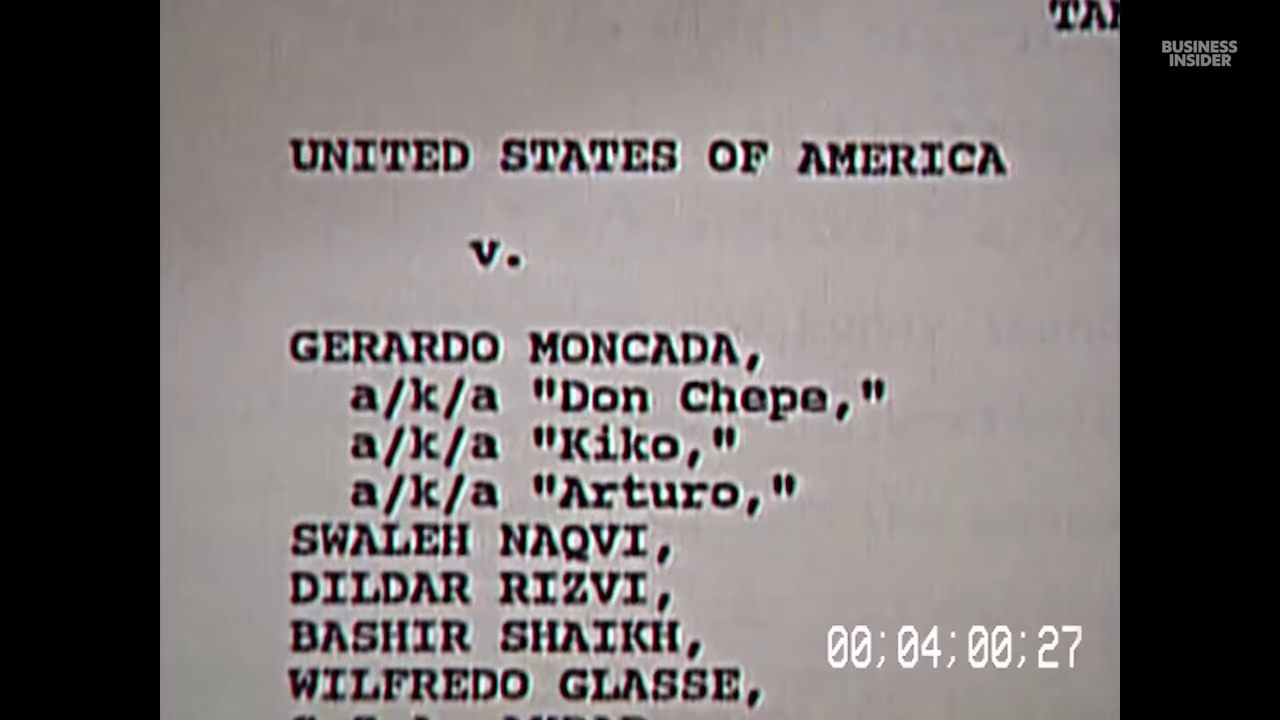 BUSINESS
INSIDER
UNITED STATES OF AMERICA
v.
GERARDO MONCADA,
a/k/a "Don Chepe,"
a/k/a "Kiko,"
a/k/a "Arturo,"
SWALEH NAQVI,
DILDAR RIZVI,
BASHIR SHAIKH,
WILFREDO GLASSE,
00;04;00;27